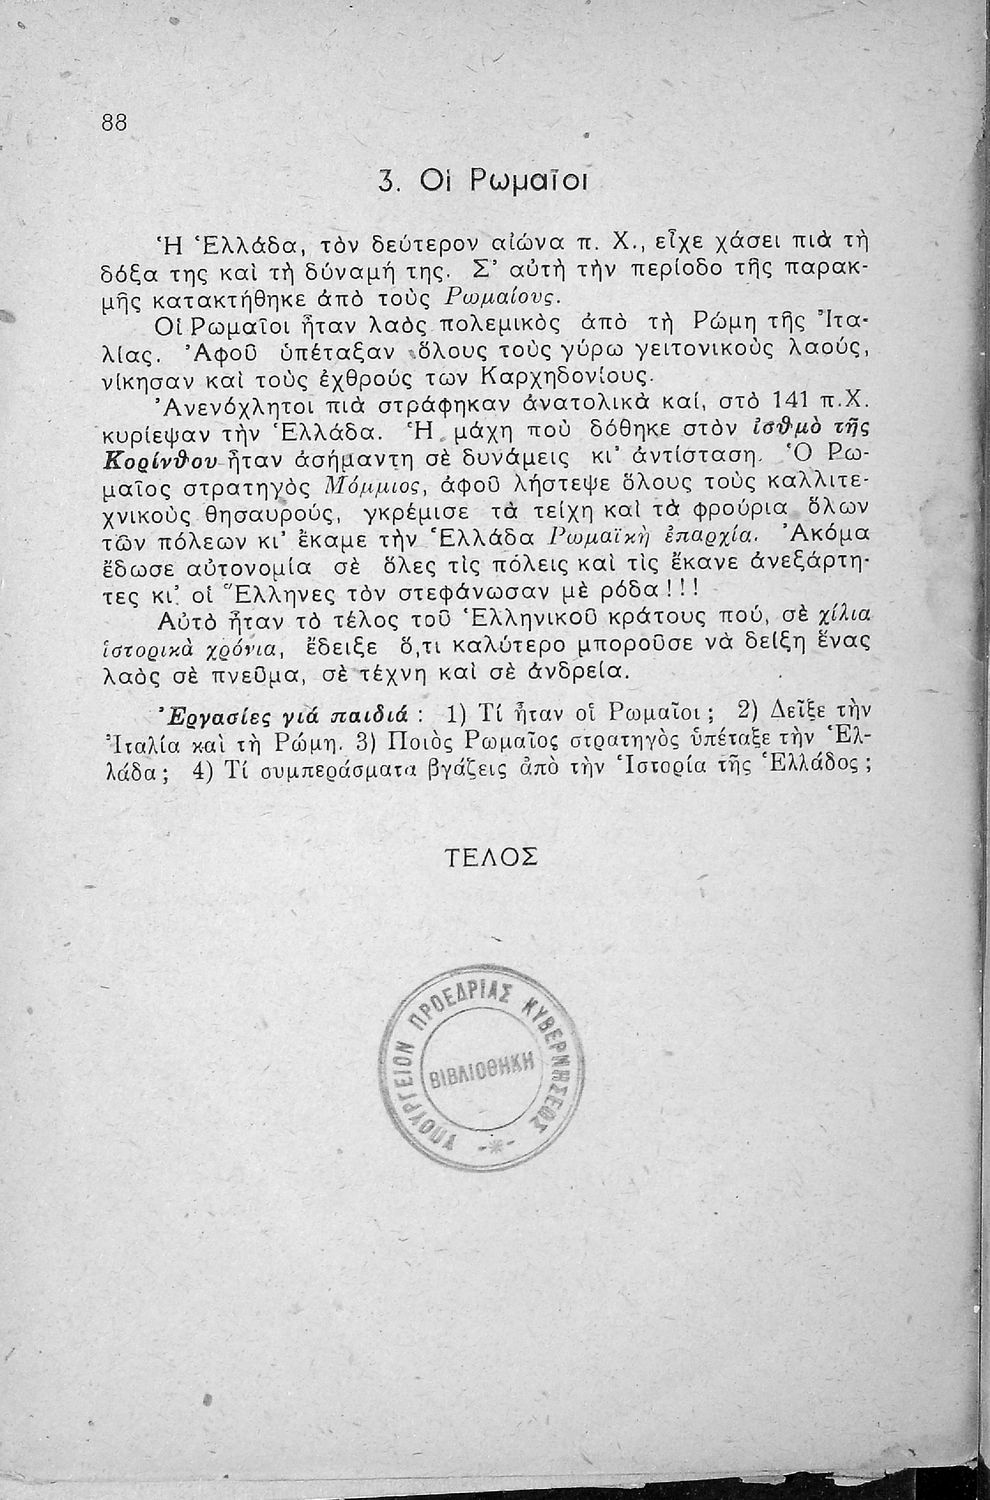 88
3. Οἱ Ρωμαῖοι
Ἡ Ἑλλάδα, τὸν δεύτερον αἰώνα π. Χ., εἶχε χάσει πιὰ τὴ
δόξα της καὶ τὴ δύναμή της. Σ’ αὐτὴ τὴν περίοδο τῆς παρακ-
μῆς κατακτήθηκε ἀπὸ τοὺς Ρωμαίους.
Οἱ Ρωμαῖοι ἦταν λαὸς πολεμικὸς ἀπὸ τὴ Ρώμη τῆς Ἰτα-
λίας. Ἀφοῦ ὑπέταξαν ὅλους τοὺς γύρω γειτονικοὺς λαούς,
νίκησαν καὶ τοὺς ἐχθρούς των Καρχηδονίους.
Ἀνενόχλητοι πιὰ στράφηκαν ἀνατολικὰ καί, στὸ 141 π.Χ.
κυρίεψαν τὴν Ἑλλάδα. Ἡ μάχη ποὺ δόθηκε στὸν ἰσθμὸ τῆς
Κορίνθου ἦταν ἀσήμαντη σὲ δυνάμεις κι’ ἀντίσταση. Ὁ Ρω-
μαῖος στρατηγὸς Μόμμιος, ἀφοῦ λήστεψε ὅλους τοὺς καλλιτε-
χνικοὺς θησαυρούς, γκρέμισε τὰ τείχη καὶ τὰ φρούρια ὅλων
τῶν πόλεων κι’ ἔκαμε τὴν Ἑλλάδα Ρωμαϊκὴ ἐπαρχία. Ἀκόμα
ἔδωσε αὐτονομία σὲ ὅλες τὶς πόλεις καὶ τὶς ἔκανε ἀνεξάρτη-
τες κι’ οἱ Ἕλληνες τὸν στεφάνωσαν μὲ ρόδα!!!
Αὐτὸ ἦταν τὸ τέλος τοῦ Ἑλληνικοῦ κράτους πού, σὲ χίλια
ἱστορικὰ χρόνια, ἔδειξε ὅ,τι καλύτερο μποροῦσε νὰ δείξη ἕνας
λαὸς σὲ πνεῦμα, σὲ τέχνη καὶ σὲ ἀνδρεία.
Ἐργασίες γιά παιδιά : 1) Τί ἦταν οἱ Ρωμαῖοι; 2) Δεῖξε τὴν
Ἰταλία καὶ τὴ Ρώμη. 3) Ποιὸς Ρωμαῖος στρατηγὸς ὑπέταξε τὴν Ἑλ-
λάδα; 4) Τί συμπεράσματα βγάζεις ἀπὸ τὴν Ἱστορία τῆς Ἑλλάδος;
ΤΕΛΟΣ
ΥΠΟΥΡΓΕΙΟΝ ΠΡΟΕΔΡΙΑΣ ΚΥΒΕΡΝΗΣΕΩΣ
ΒΙΒΛΙΟΘΗΚΗ